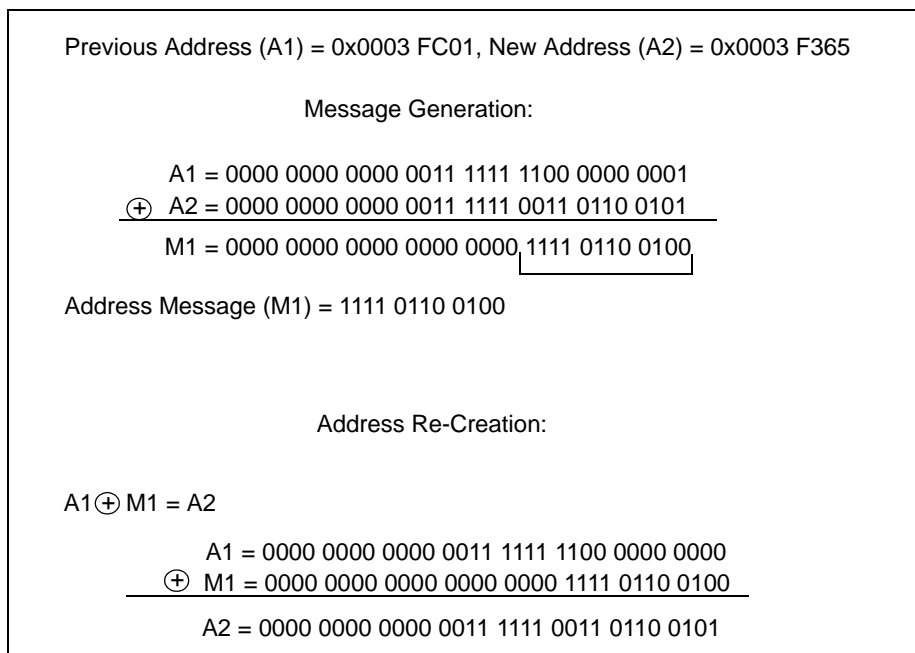 Previous Address (A1) = 0x0003 FC01, New Address (A2) = 0x0003 F365
Message Generation:
A1 = 0000 0000 0000 0011 1111 1100 0000 0001
⊕ A2 = 0000 0000 0000 0011 1111 0011 0110 0101
M1 = 0000 0000 0000 0000 0000 1111 0110 0100
Address Message (M1) = 1111 0110 0100
Address Re-Creation:
A1 ⊕ M1 = A2
A1 = 0000 0000 0000 0011 1111 1100 0000 0000
⊕ M1 = 0000 0000 0000 0000 0000 1111 0110 0100
A2 = 0000 0000 0000 0011 1111 0011 0110 0101